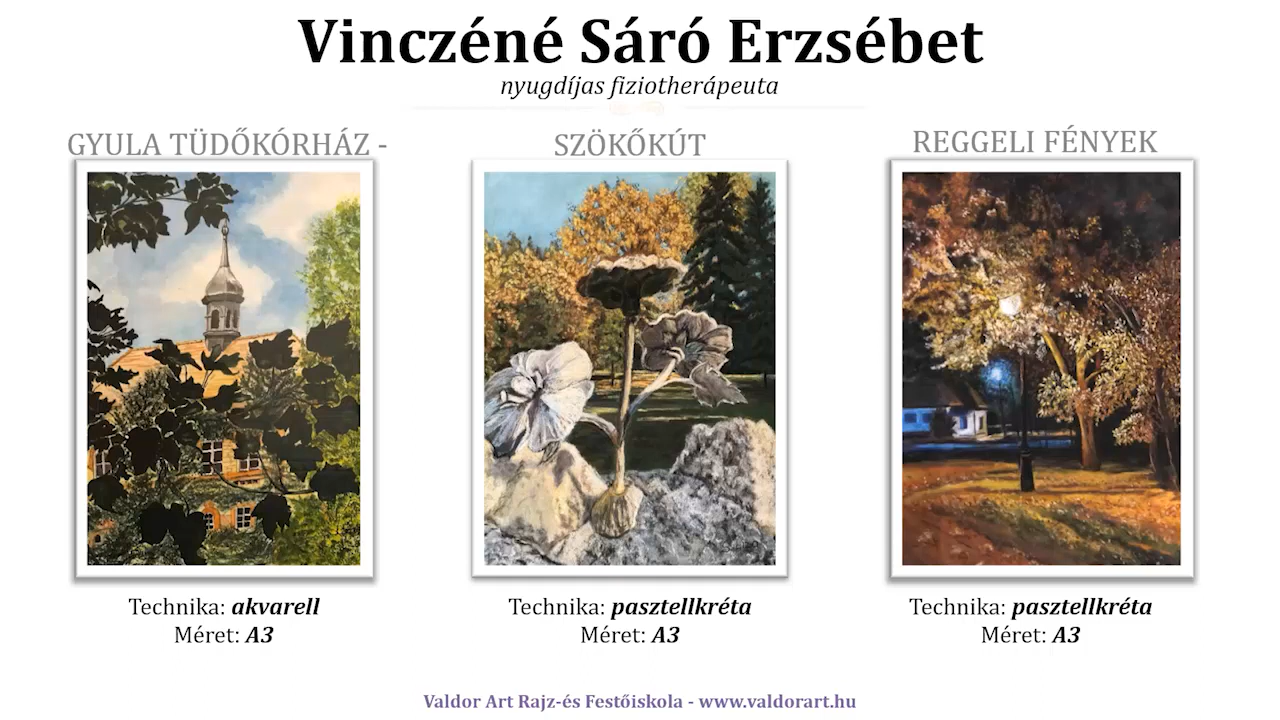 Vinczéné Sáró Erzsébet
nyugdíjas fiziotherápeuta
GYULA TÜDŐKÓRHÁZ -
Technika: akvarell
Méret: A3
SZÖKŐKÚT
Technika: pasztellkréta
Méret: A3
REGGELI FÉNYEK
Technika: pasztellkréta
Méret: A3
Valdor Art Rajz-és Festőiskola - www.valdorart.hu